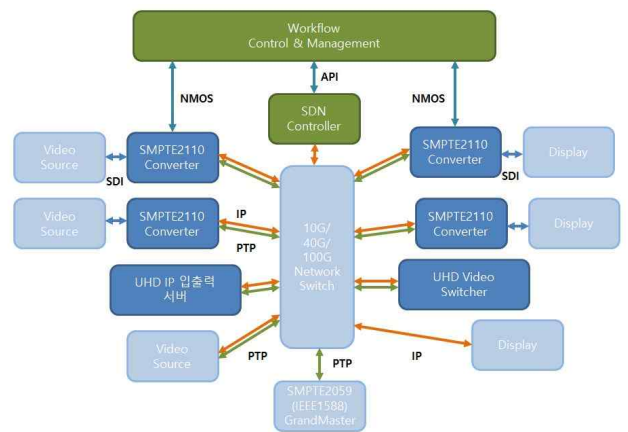 Workflow
Control & Management
NMOS
API
NMOS
SDN
Controller
Video
Source
SDI
SMPTE2110
Converter
SMPTE2110
Converter
SDI
Display
Video
Source
SMPTE2110
Converter
IP
PTP
10G/
40G/
100G
Network
Switch
SMPTE2110
Converter
Display
UHD IP 입출력
서버
UHD Video
Switcher
Video
Source
PTP
PTP
IP
Display
SMPTE2059
(IEEE1588)
GrandMaster